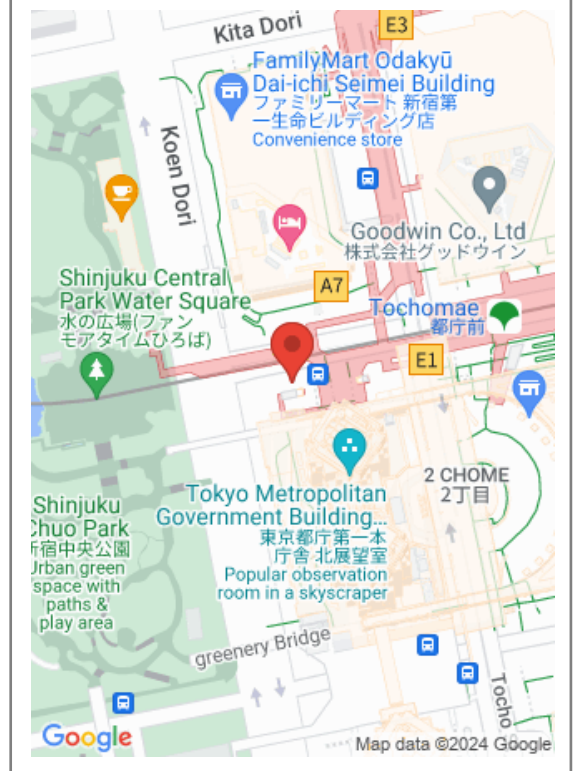 Kita Dori
E3
FamilyMart Odakyū
Dai-ichi Seimei Building
ファミリーマート 新宿第
一生命ビルディング店
Convenience store
Koen Dori
Goodwin Co., Ltd
株式会社グッドウイン
Shinjuku Central
Park Water Square
水の広場(ファン
モアタイムひろば)
A7
Tochomae
都庁前
E1
2 CHOME
2丁目
Tokyo Metropolitan
Government Building...
東京都庁第一本
庁舎 北展望室
Popular observation
room in a skyscraper
Shinjuku
Chuo Park
新宿中央公園
Urban green
space with
paths &
play area
greenery Bridge
Tocho
Google
Map data ©2024 Google